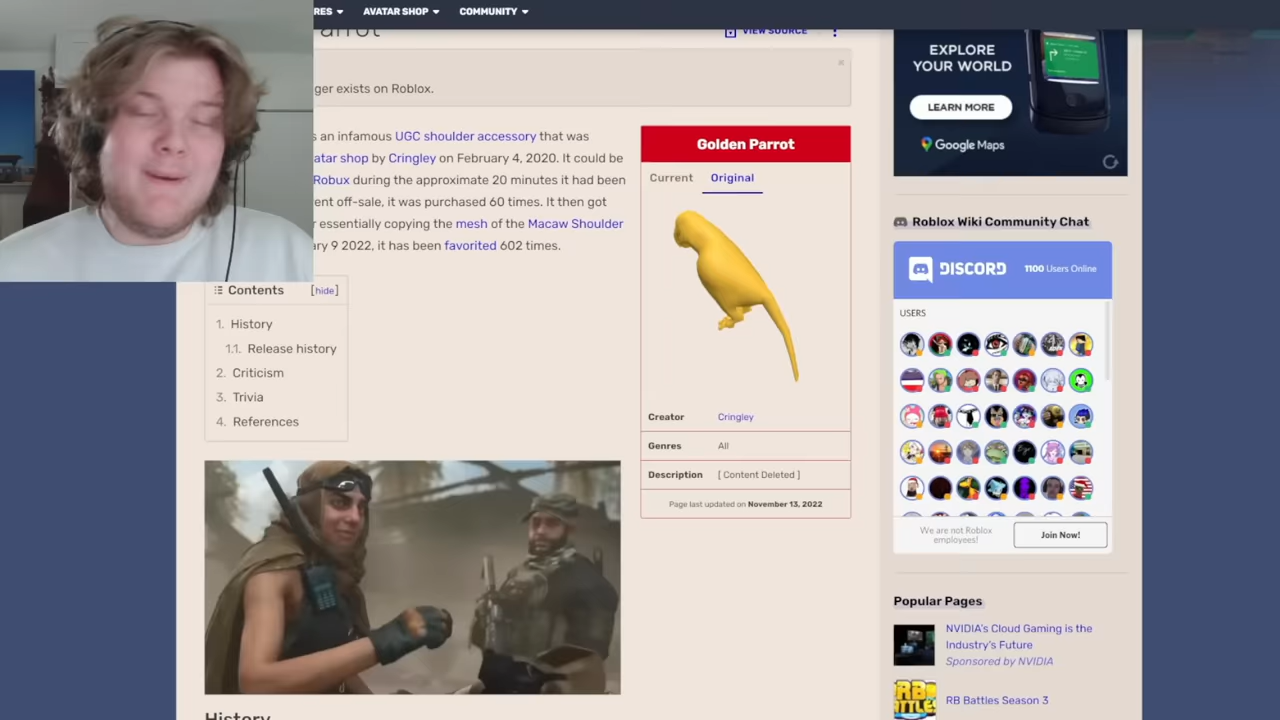 RES
AVATAR SHOP
COMMUNITY
arrot
VIEW SOURCE
ger exists on Roblox.
s an infamous UGC shoulder accessory that was
atar shop by Cringley on February 4, 2020. It could be
Robux during the approximate 20 minutes it had been
ent off-sale, it was purchased 60 times. It then got
r essentially copying the mesh of the Macaw Shoulder
ry 9 2022, it has been favorited 602 times.
Contents [hide]
1. History
1.1. Release history
2. Criticism
3. Trivia
4. References
Golden Parrot
Current Original
Creator Cringley
Genres All
Description [ Content Deleted ]
Page last updated on November 13, 2022
History
EXPLORE
YOUR WORLD
LEARN MORE
Google Maps
Roblox Wiki Community Chat
DISCORD 1100 Users Online
USERS
We are not Roblox
employees!
Join Now!
Popular Pages
NVIDIA's Cloud Gaming is the
Industry's Future
Sponsored by NVIDIA
RB BATTLES
RB Battles Season 3